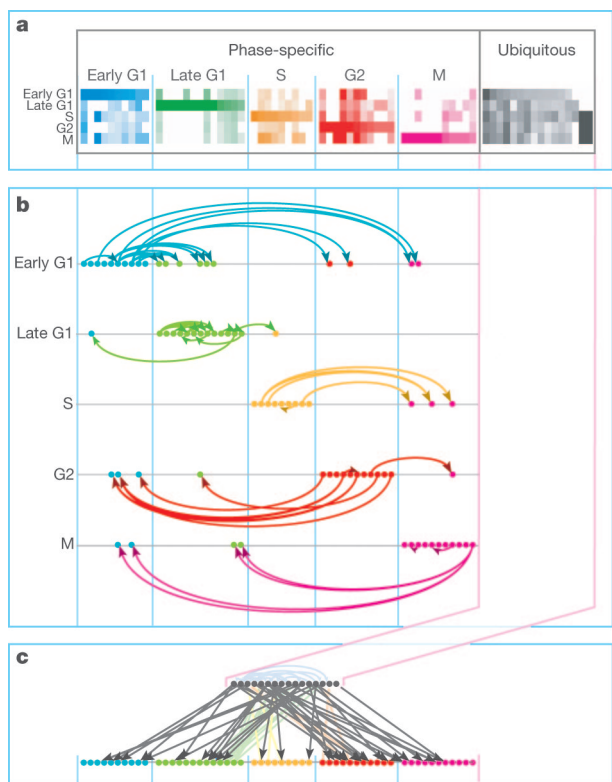 a
Phase-specific Ubiquitous
Early G1 Late G1 S G2 M
Early G1
Late G1
S
G2
M
b
Early G1
Late G1
S
G2
M
c